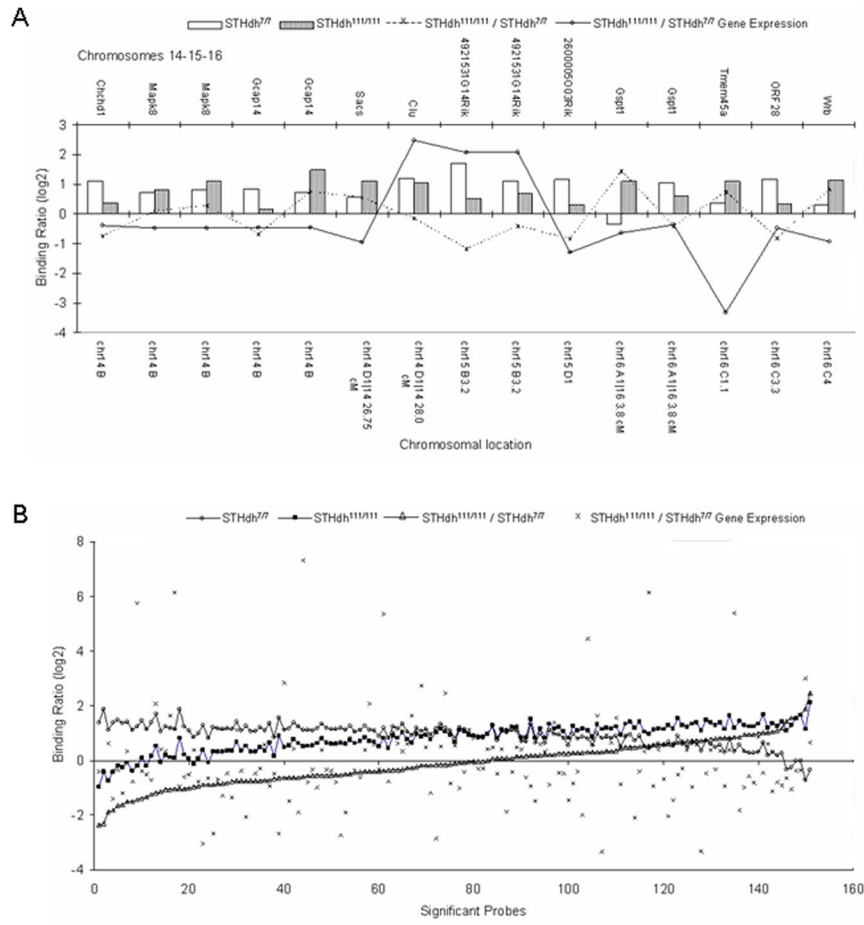 A
STHdh7/7 STHdh111/111 STHdh111/111 / STHdh7/7 STHdh111/111 / STHdh7/7 Gene Expression
Chromosomes 14-15-16
Chchd1
Mapk8
Mapk8
Gcap14
Gcap14
Sacs
Clu
4921531G14Rik
4921531G14Rik
2600005O03Rik
Gspt1
Gspt1
Tmem45a
ORF28
Wrb
Binding Ratio (log2)
3
2
1
0
-1
-2
-3
-4
chr14 B
chr14 B
chr14 B
chr14 B
chr14 B
chr14 D1|14 26.75 cM
chr14 D1|14 28.0 cM
chr15 B3.2
chr15 B3.2
chr15 D1
chr16 A1|16 3.8 cM
chr16 A1|16 3.8 cM
chr16 C1.1
chr16 C3.3
chr16 C4
Chromosomal location
B
STHdh7/7 STHdh111/111 STHdh111/111 / STHdh7/7 STHdh111/111 / STHdh7/7 Gene Expression
Binding Ratio (log2)
8
6
4
2
0
-2
-4
0 20 40 60 80 100 120 140 160
Significant Probes